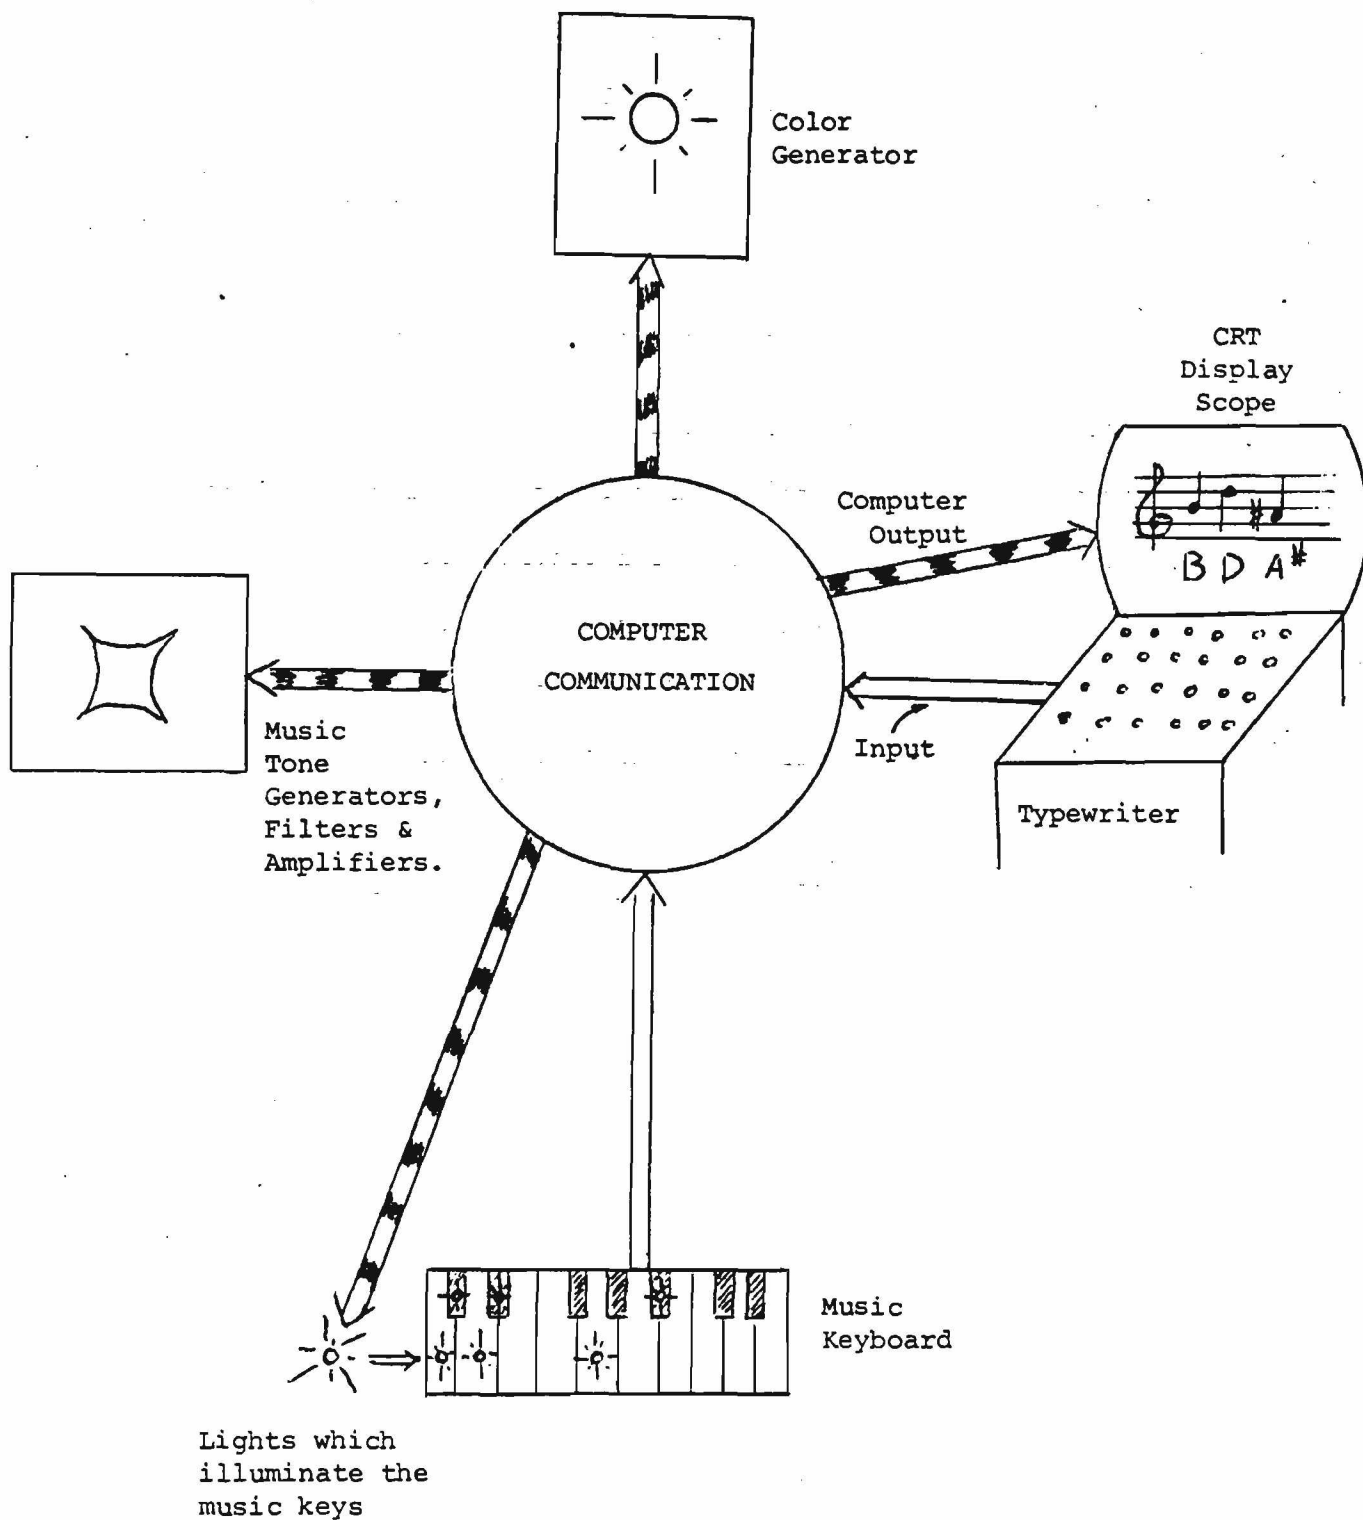 Color
Generator
CRT
Display
Scope
Computer
Output
B D A#
COMPUTER
COMMUNICATION
Input
Typewriter
Music
Tone
Generators,
Filters &
Amplifiers.
Music
Keyboard
Lights which
illuminate the
music keys